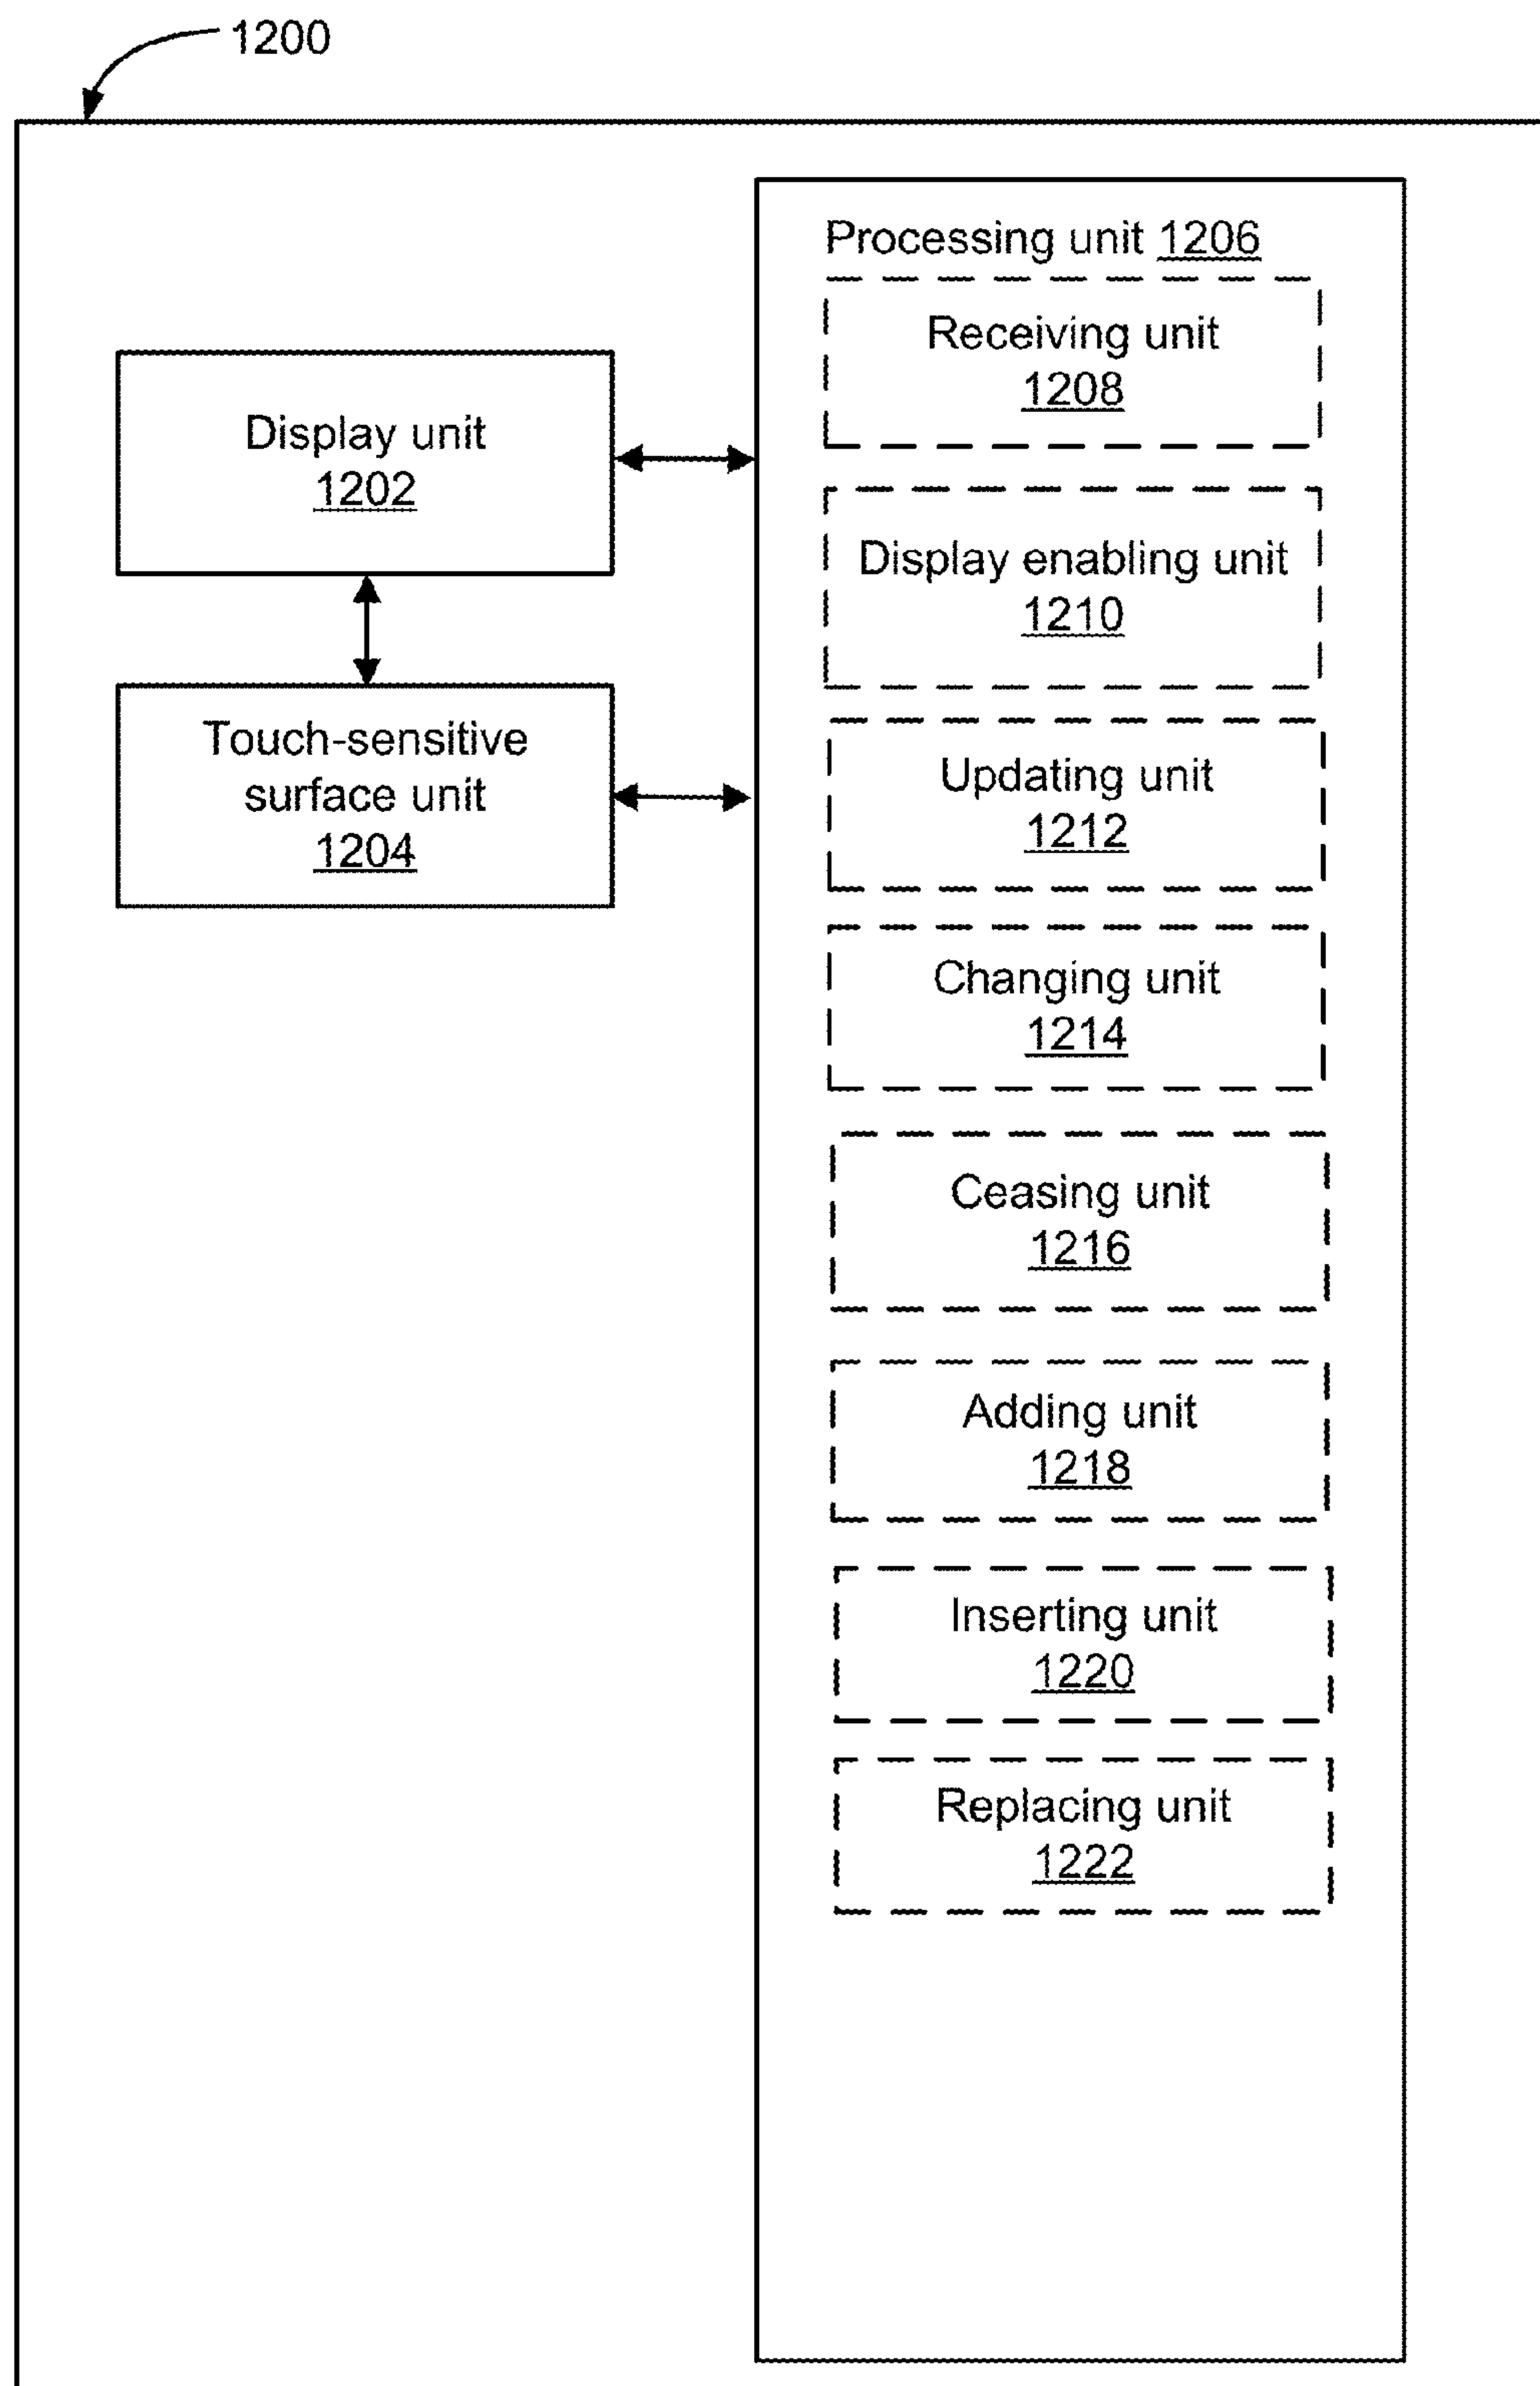 1200
Processing unit 1206
Receiving unit
1208
Display unit
1202
Display enabling unit
1210
Touch-sensitive
surface unit
1204
Updating unit
1212
Changing unit
1214
Ceasing unit
1216
Adding unit
1218
Inserting unit
1220
Replacing unit
1222